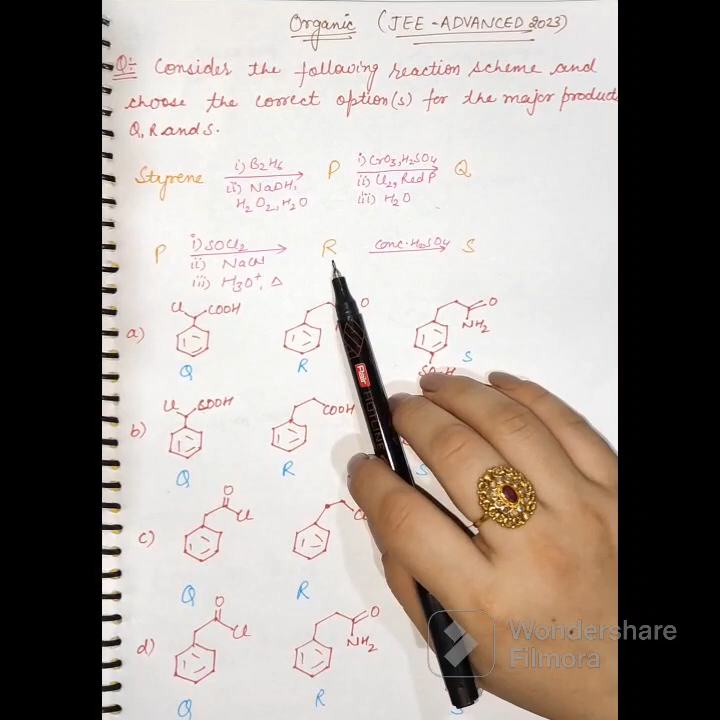 Organic (JEE-ADVANCED 2023)
Q:- Consider the following reaction scheme and
choose the correct option(s) for the major product
Q, R and S.
Styrene i) B2H6 ii) NaOH, H2O2, H2O P i) CrO3, H2SO4 ii) Cl2, Red P iii) H2O Q
P i) SOCl2 ii) NaCN iii) H3O+, Δ R conc. H2SO4 S
a) Cl COOH O O NH2
Q R S
b) Cl COOH COOH
Q R S
c) O Cl
Q R
d) O Cl O NH2
Q R
Wondershare
Filmora